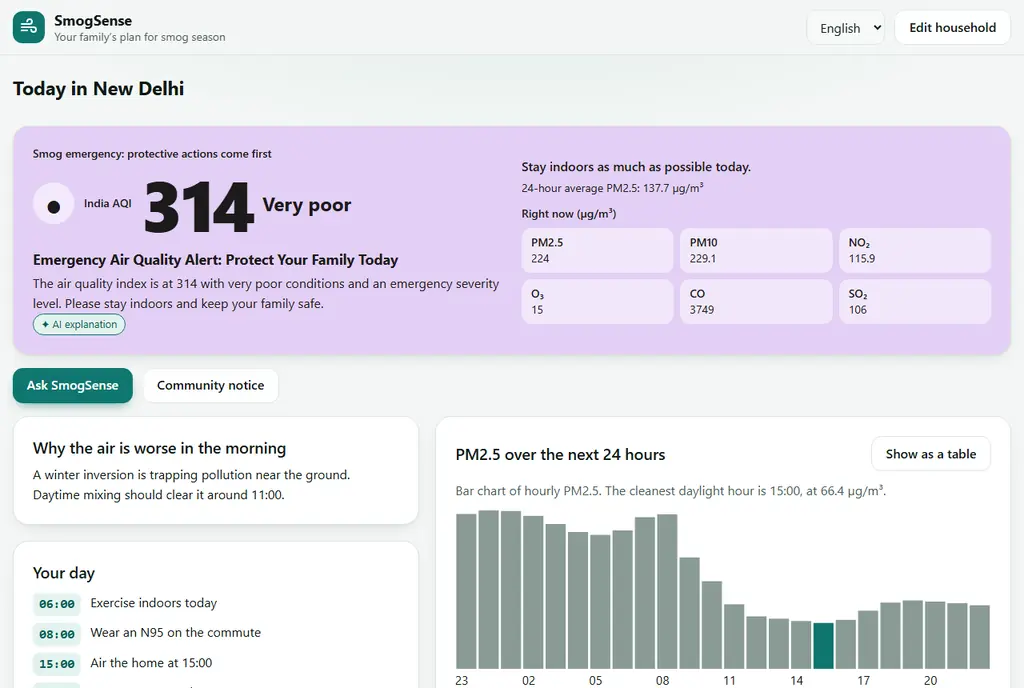 SmogSense
Your family's plan for smog season
English
Edit household
Today in New Delhi
Smog emergency: protective actions come first
India AQI
314
Very poor
Emergency Air Quality Alert: Protect Your Family Today
The air quality index is at 314 with very poor conditions and an emergency severity
level. Please stay indoors and keep your family safe.
✦ AI explanation
Stay indoors as much as possible today.
24-hour average PM2.5: 137.7 µg/m³
Right now (µg/m³)
PM2.5
224
PM10
229.1
NO₂
115.9
O₃
15
CO
3749
SO₂
106
Ask SmogSense
Community notice
Why the air is worse in the morning
A winter inversion is trapping pollution near the ground.
Daytime mixing should clear it around 11:00.
Your day
06:00 Exercise indoors today
08:00 Wear an N95 on the commute
15:00 Air the home at 15:00
PM2.5 over the next 24 hours
Show as a table
Bar chart of hourly PM2.5. The cleanest daylight hour is 15:00, at 66.4 µg/m³.
23 02 05 08 11 14 17 20